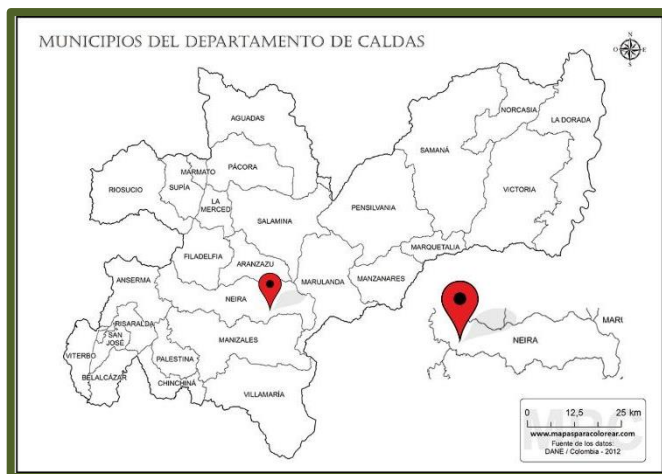 MUNICIPIOS DEL DEPARTAMENTO DE CALDAS
N
O
E
S
AGUADAS
NORCASIA
LA DORADA
SAMANÁ
MARMATO
PÁCORA
RIOSUCIO
SUPÍA
VICTORIA
LA
MERCED
SALAMINA
PENSILVANIA
MARQUETALIA
FILADELFIA
ARANZAZU
MARULANDA
MANZANARES
ANSERMA
NEIRA
RISARALDA
SAN
JOSÉ
MANIZALES
VITERBO
PALESTINA
BELALCÁZAR
CHINCHINÁ
VILLAMARÍA
MARU
NEIRA
0 12,5 25 km
MPC
www.mapasparacolorear.com
Fuente de los datos:
DANE / Colombia - 2012